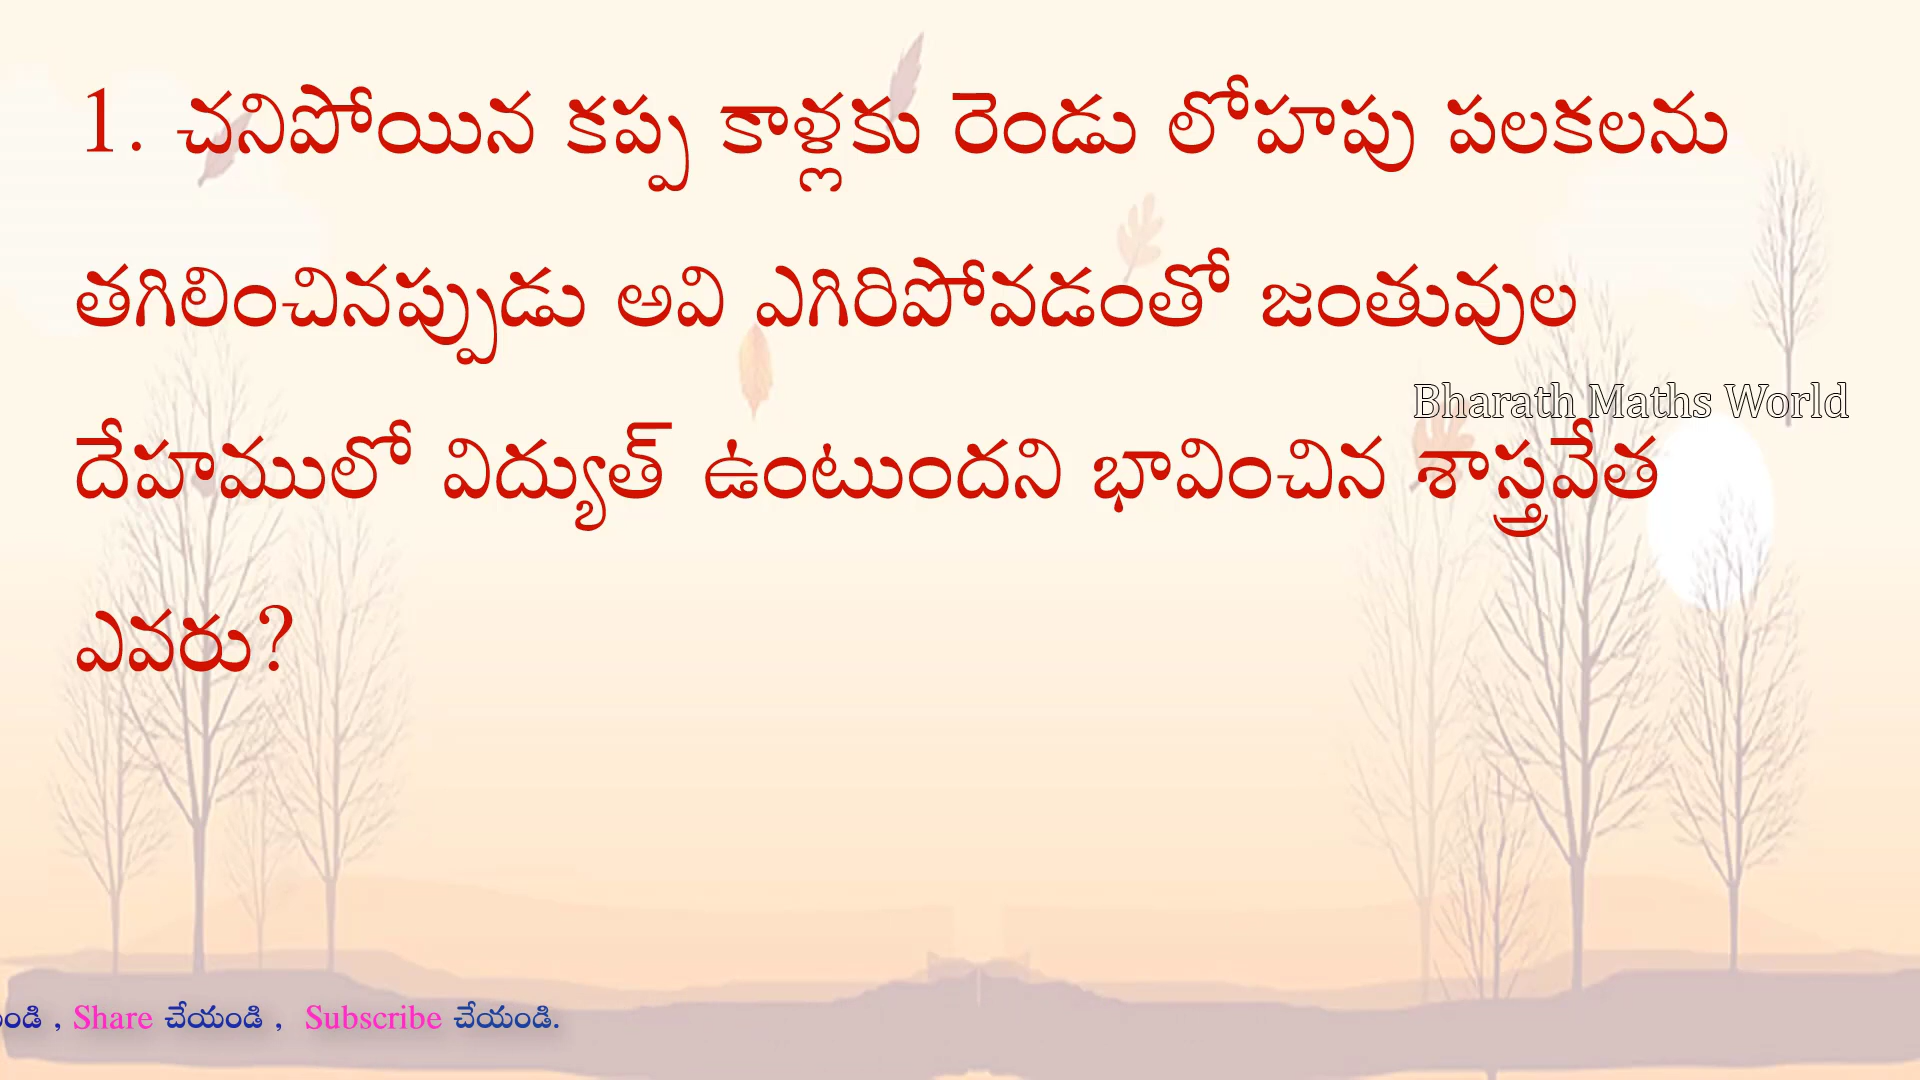 1. చనిపోయిన కప్ప కాళ్లకు రెండు లోహపు పలకలను
తగిలించినప్పుడు అవి ఎగిరిపోవడంతో జంతువుల
Bharath Maths World
దేహములో విద్యుత్ ఉంటుందని భావించిన శాస్త్రవేత
ఎవరు?
, Share చేయండి , Subscribe చేయండి.